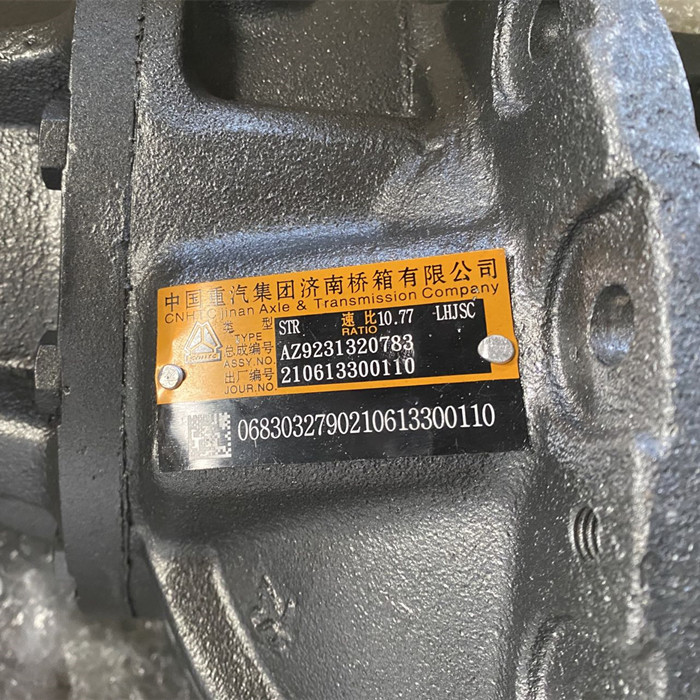 中国重汽集团济南桥箱有限公司
CNHTC Jinan Axle & Transmission Company
类 型 STR 速 比 10.77 -LHJSC
TYPE RATIO
总成编号 AZ9231320783
ASSY.NO.
出厂编号 210613300110
JOUR.NO.
0683032790210613300110